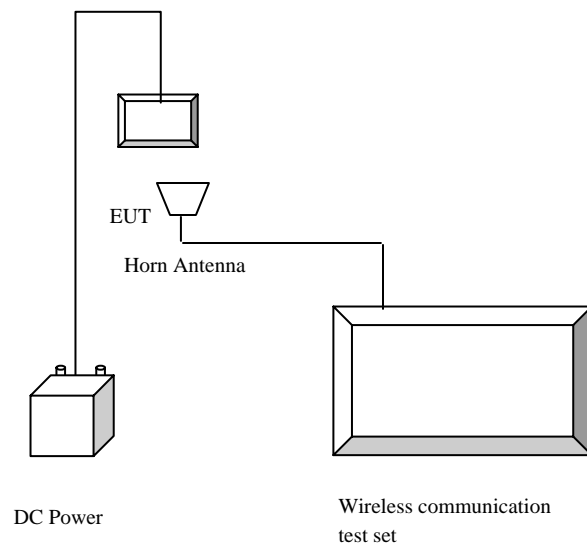 EUT
Horn Antenna
DC Power
Wireless communication
test set